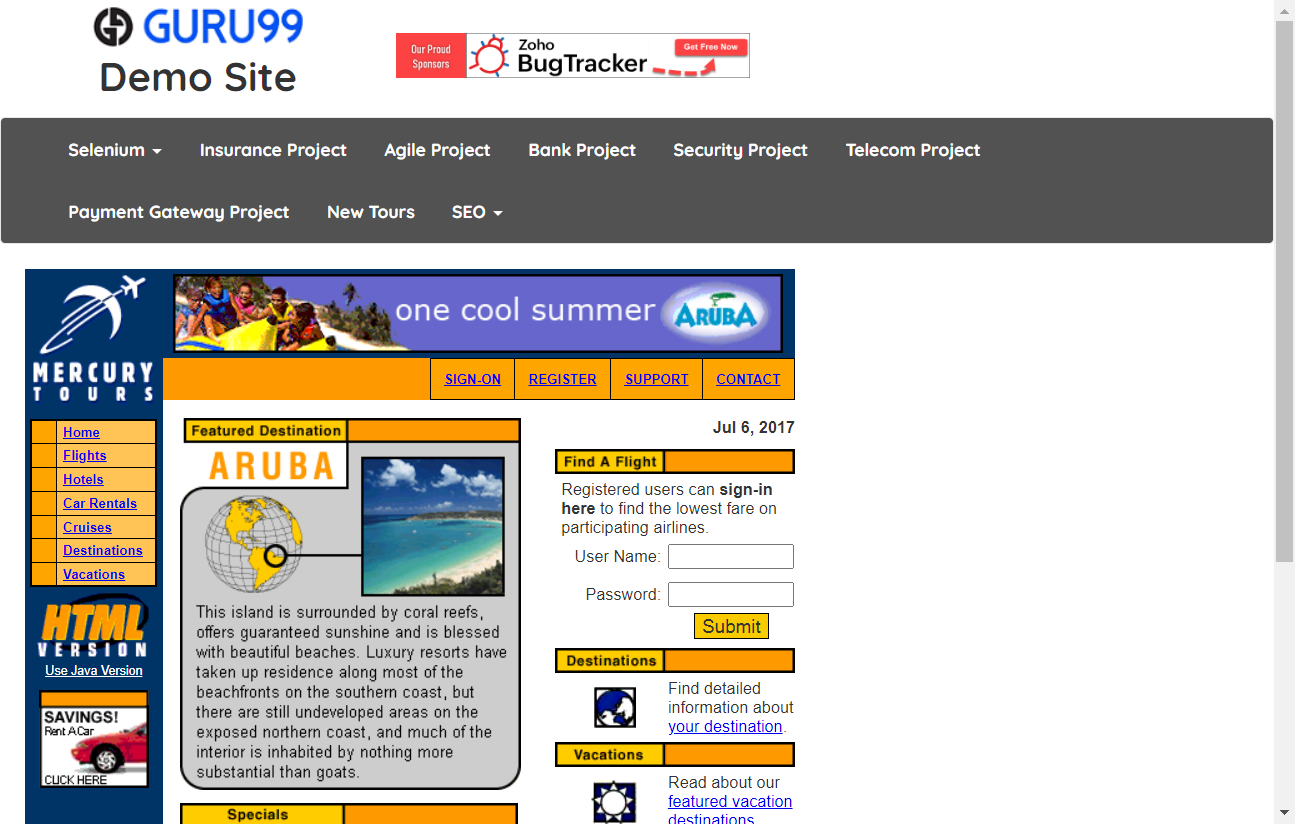 GURU99
Demo Site
Our Proud
Sponsors
Zoho
BugTracker
Get Free Now
Selenium
Insurance Project
Agile Project
Bank Project
Security Project
Telecom Project
Payment Gateway Project
New Tours
SEO
MERCURY
TOURS
one cool summer
ARUBA
SIGN-ON
REGISTER
SUPPORT
CONTACT
Home
Flights
Hotels
Car Rentals
Cruises
Destinations
Vacations
HTML
VERSION
Use Java Version
SAVINGS!
Rent A Car
CLICK HERE
Featured Destination
ARUBA
This island is surrounded by coral reefs,
offers guaranteed sunshine and is blessed
with beautiful beaches. Luxury resorts have
taken up residence along most of the
beachfronts on the southern coast, but
there are still undeveloped areas on the
exposed northern coast, and much of the
interior is inhabited by nothing more
substantial than goats.
Specials
Jul 6, 2017
Find A Flight
Registered users can sign-in
here to find the lowest fare on
participating airlines.
User Name:
Password:
Submit
Destinations
Find detailed
information about
your destination.
Vacations
Read about our
featured vacation
destinations